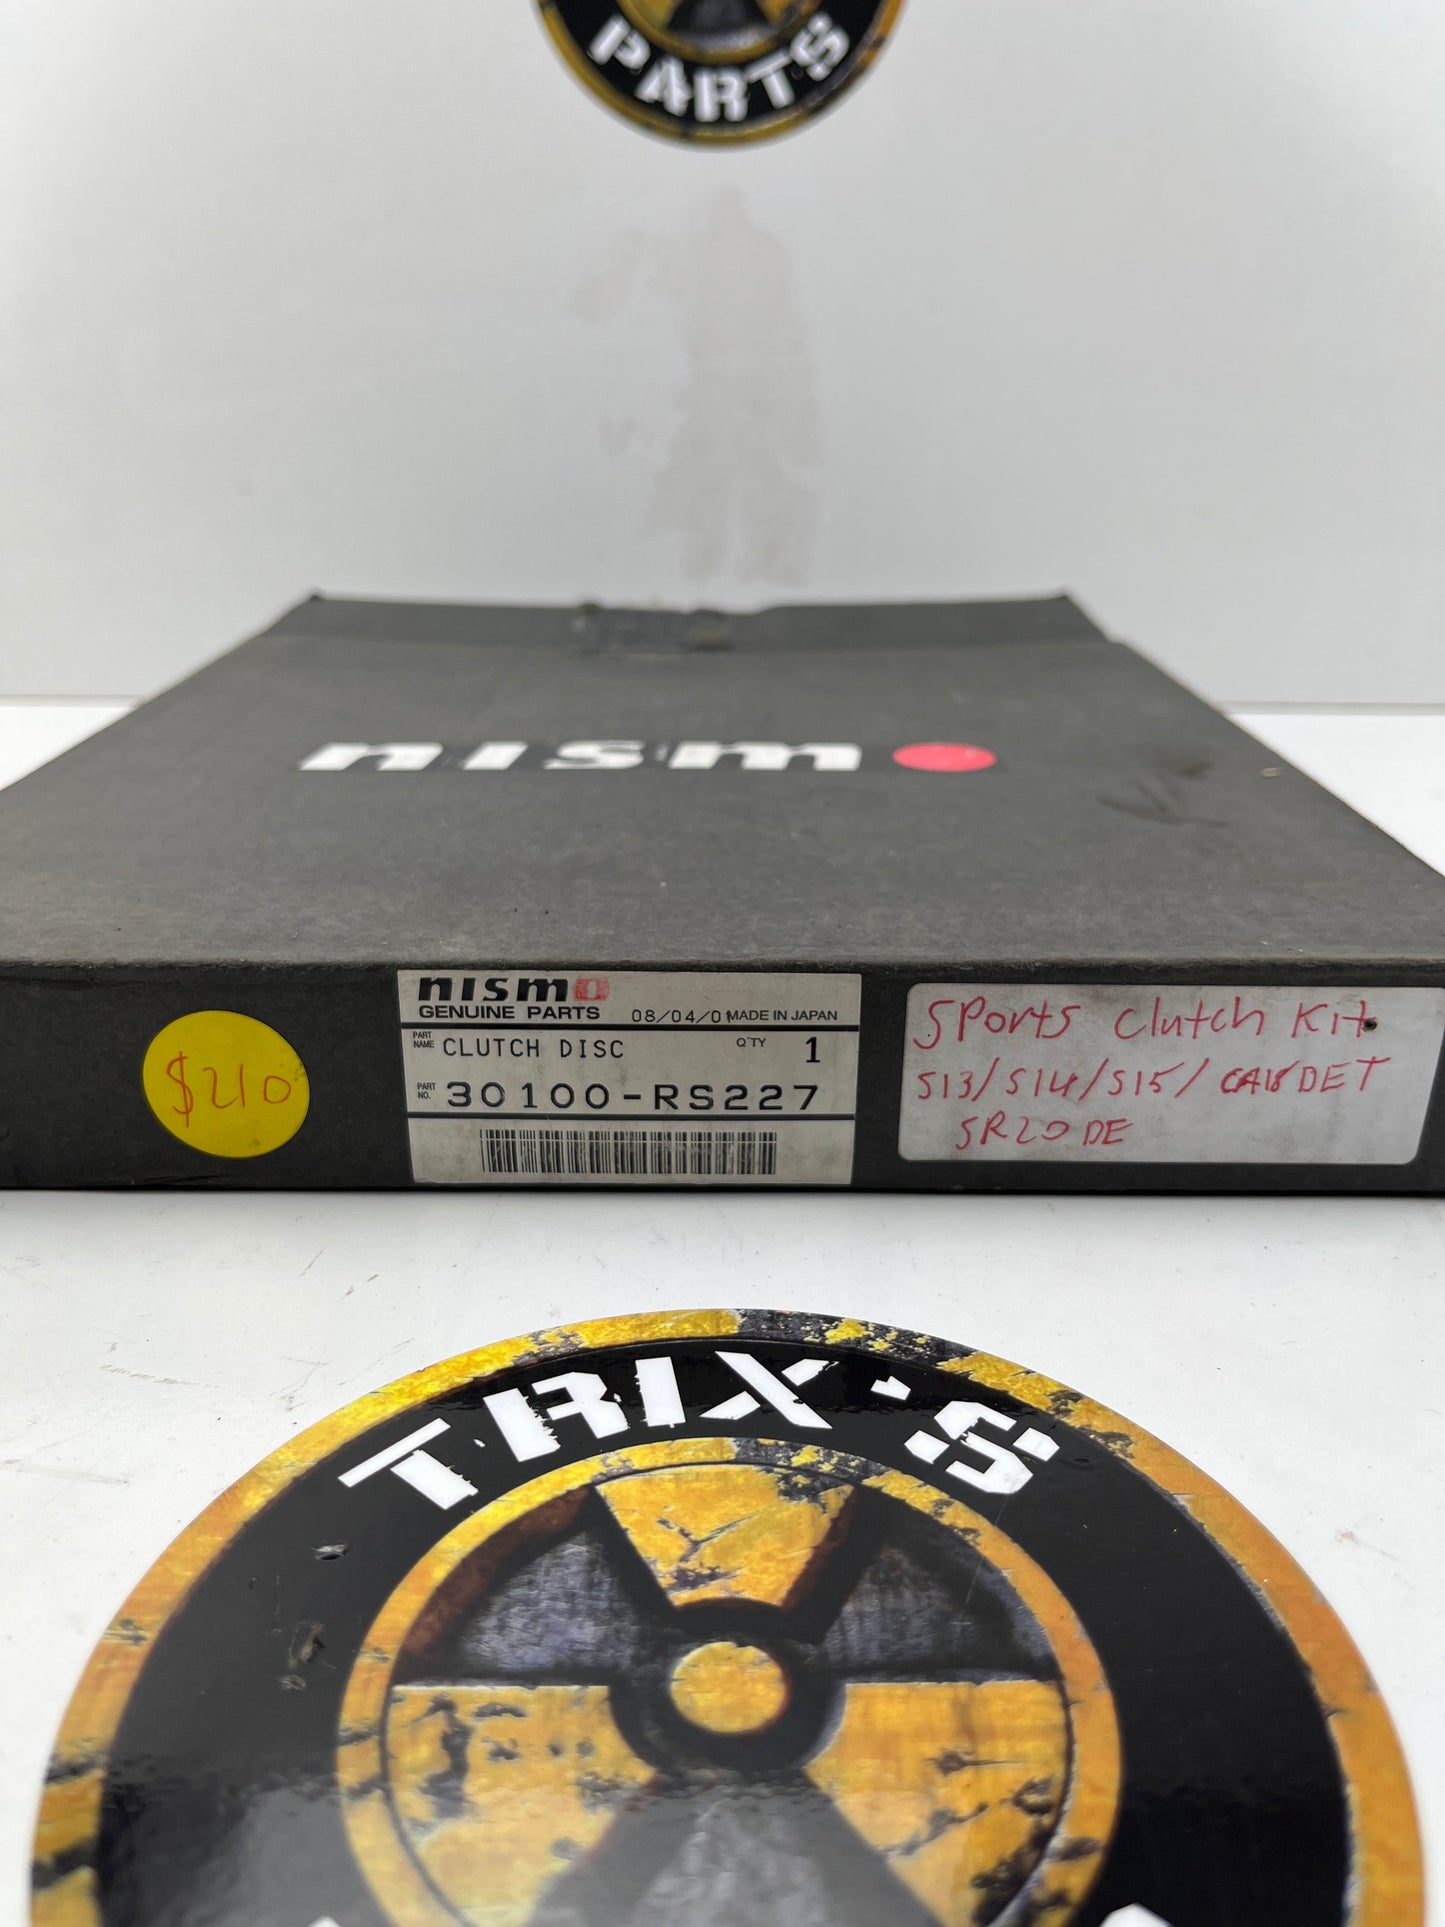 PARTS
nismo
$210
nismo
GENUINE PARTS 08/04/01 MADE IN JAPAN
PART NAME CLUTCH DISC Q'TY 1
PART NO. 30100-RS227
Sports Clutch Kit
S13/S14/S15/ CA18DET
SR20DE
TRIX'S